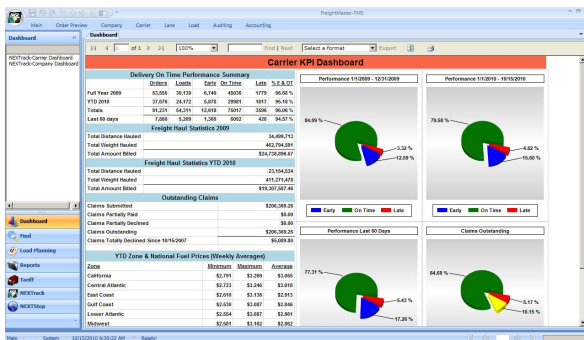 FreightMaster-TMS
Main Order Preview Company Carrier Lane Load Auditing Accounting
Dashboard
Dashboard
1 of 1 100% Find | Next Select a format Export
NEXTrack-Carrier Dashboard
NEXTrack-Company Dashboard
Carrier KPI Dashboard
Delivery On Time Performance Summary
Orders Loads Early On Time Late % E & OT
Full Year 2009 53,555 30,139 6,740 45036 1779 96.68 %
YTD 2010 37,676 24,172 5,878 29981 1817 95.18 %
Totals 91,231 54,311 12,618 75017 3596 96.06 %
Last 60 days 7,880 5,209 1,360 6092 428 94.57 %
Freight Haul Statistics 2009
Total Distance Hauled 34,499,713
Total Weight Hauled 462,794,591
Total Amount Billed $24,738,896.67
Freight Haul Statistics YTD 2010
Total Distance Hauled 23,154,534
Total Weight Hauled 411,271,478
Total Amount Billed $19,307,587.46
Outstanding Claims
Claims Submitted $206,369.26
Claims Partially Paid $0.00
Claims Partially Declined $0.00
Claims Outstanding $206,369.26
Claims Totally Declined Since 10/15/2007 $5,089.00
YTD Zone & National Fuel Prices (Weekly Averages)
Zone Minimum Maximum Average
California $2.791 $3.269 $3.055
Central Atlantic $2.723 $3.246 $3.010
East Coast $2.610 $3.136 $2.913
Gulf Coast $2.530 $3.087 $2.846
Lower Atlantic $2.554 $3.087 $2.861
Midwest $2.581 $3.102 $2.862
Performance 1/1/2009 - 12/31/2009
84.09 %
3.32 %
12.59 %
Early On Time Late
Performance 1/1/2010 - 10/15/2010
79.58 %
4.82 %
15.60 %
Early On Time Late
Performance Last 60 Days
77.31 %
5.43 %
17.26 %
Claims Outstanding
84.68 %
5.17 %
10.15 %
Dashboard
Find
Load Planning
Reports
Tariff
NEXTrack
NEXTStop
Main System 10/15/2010 9:39:22 AM Ready!